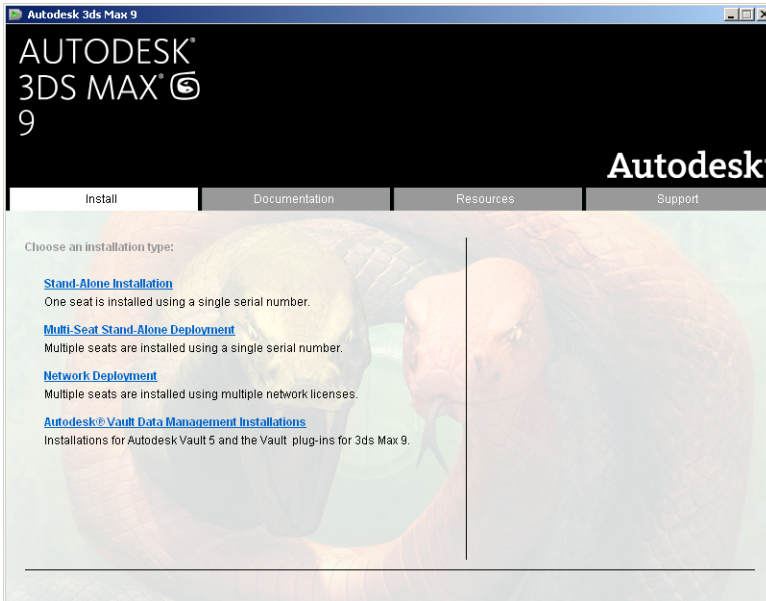 Autodesk 3ds Max 9
AUTODESK®
3DS MAX®
9
Autodesk
Install Documentation Resources Support
Choose an installation type:
Stand-Alone Installation
One seat is installed using a single serial number.
Multi-Seat Stand-Alone Deployment
Multiple seats are installed using a single serial number.
Network Deployment
Multiple seats are installed using multiple network licenses.
Autodesk® Vault Data Management Installations
Installations for Autodesk Vault 5 and the Vault plug-ins for 3ds Max 9.